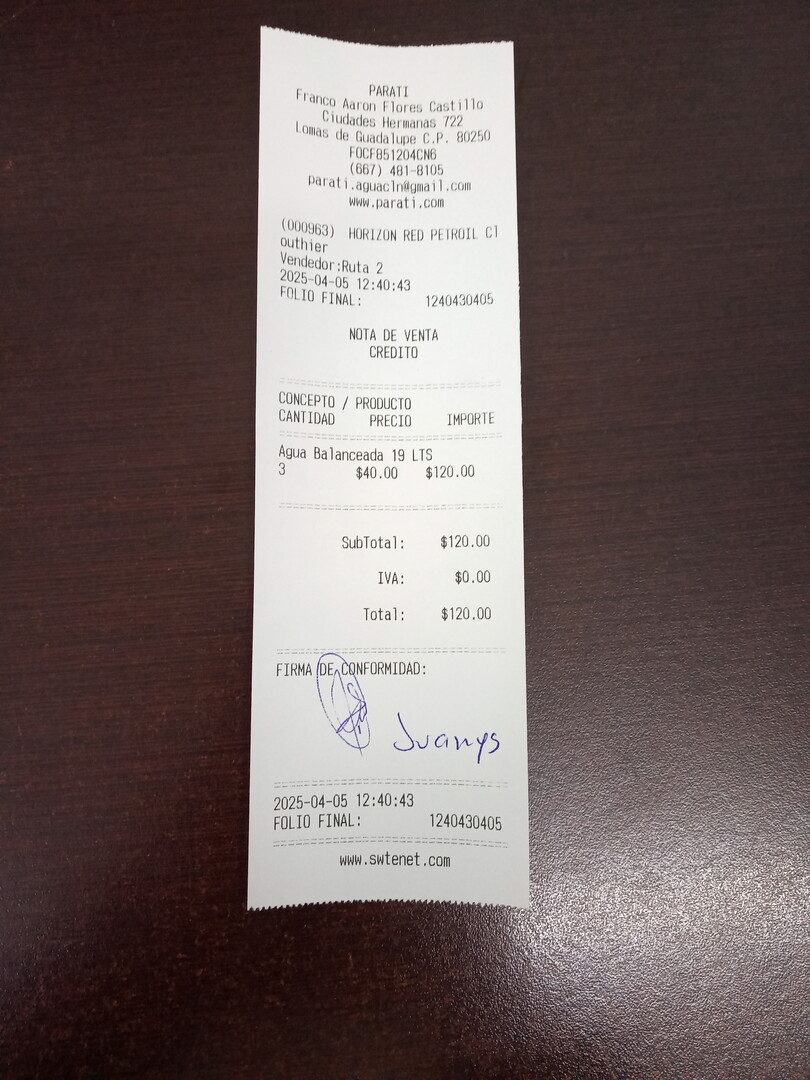 PARATI
Franco Aaron Flores Castillo
Ciudades Hermanas 722
Lomas de Guadalupe C.P. 80250
FOCF851204CN6
(667) 481-8105
parati.aguacln@gmail.com
www.parati.com
(000963) HORIZON RED PETROIL Cl
outhier
Vendedor:Ruta 2
2025-04-05 12:40:43
FOLIO FINAL: 1240430405
NOTA DE VENTA
CREDITO
CONCEPTO / PRODUCTO
CANTIDAD PRECIO IMPORTE
Agua Balanceada 19 LTS
3 $40.00 $120.00
SubTotal: $120.00
IVA: $0.00
Total: $120.00
FIRMA DE CONFORMIDAD:
Juanys
2025-04-05 12:40:43
FOLIO FINAL: 1240430405
www.swtenet.com